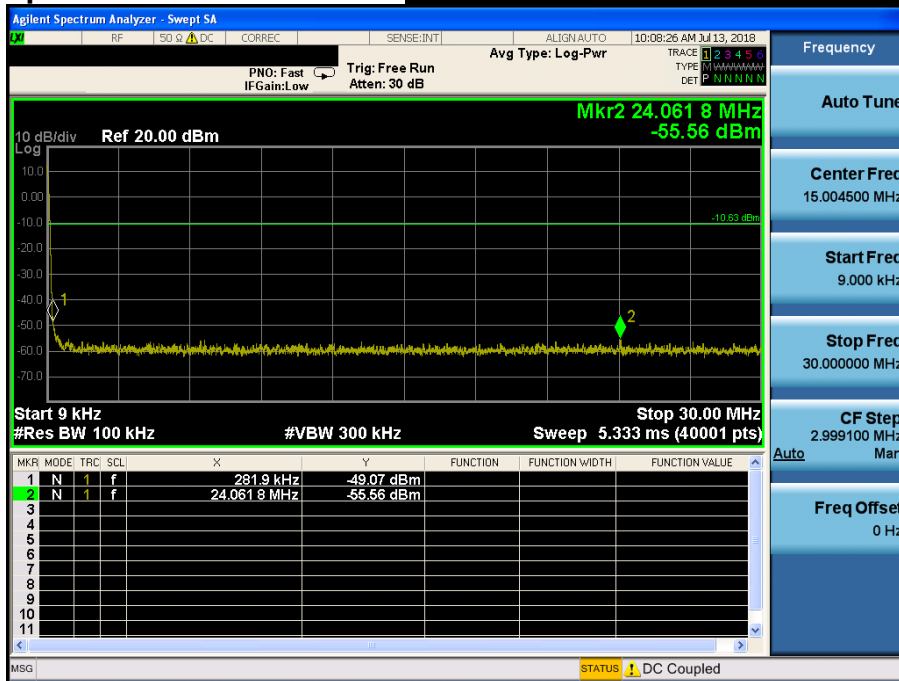 Agilent Spectrum Analyzer - Swept SA
LXI RF 50 Ω DC CORREC SENSE:INT ALIGN AUTO 10:08:26 AM Jul 13, 2018
Frequency
Avg Type: Log-Pwr
TRACE 1 2 3 4 5 6
TYPE M WWWWW
DET P N N N N N
PNO: Fast
IFGain:Low
Trig: Free Run
Atten: 30 dB
Auto Tune
Mkr2 24.061 8 MHz
-55.56 dBm
10 dB/div
Log
Ref 20.00 dBm
10.0
0.00
-10.0
-20.0
-30.0
-40.0
-50.0
-60.0
-70.0
-10.63 dBm
1
2
Center Freq
15.004500 MHz
Start Freq
9.000 kHz
Stop Freq
30.000000 MHz
Start 9 kHz
Stop 30.00 MHz
#Res BW 100 kHz
#VBW 300 kHz
Sweep 5.333 ms (40001 pts)
CF Step
2.999100 MHz
Auto Man
MKR MODE TRC SCL X Y FUNCTION FUNCTION WIDTH FUNCTION VALUE
1 N 1 f 281.9 kHz -49.07 dBm
2 N 1 f 24.061 8 MHz -55.56 dBm
3
4
5
6
7
8
9
10
11
Freq Offset
0 Hz
MSG
STATUS
DC Coupled